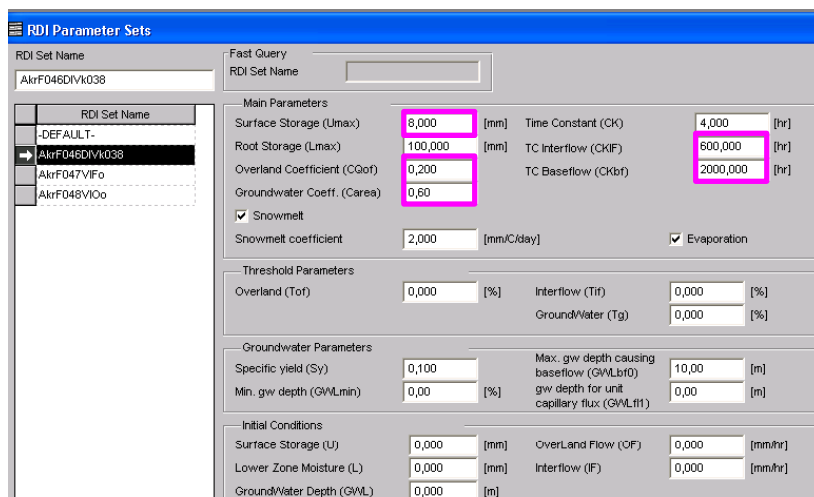 RDI Parameter Sets
RDI Set Name
AkrF046DIVk038
Fast Query
RDI Set Name
RDI Set Name
-DEFAULT-
AkrF046DIVk038
AkrF047VIFo
AkrF048VIOo
Main Parameters
Surface Storage (Umax) 8,000 [mm] Time Constant (CK) 4,000 [hr]
Root Storage (Lmax) 100,000 [mm] TC Interflow (CKIF) 600,000 [hr]
Overland Coefficient (CQof) 0,200 TC Baseflow (CKbf) 2000,000 [hr]
Groundwater Coeff. (Carea) 0,60
Snowmelt
Snowmelt coefficient 2,000 [mm/C/day] Evaporation
Threshold Parameters
Overland (Tof) 0,000 [%] Interflow (Tif) 0,000 [%]
GroundWater (Tg) 0,000 [%]
Groundwater Parameters
Specific yield (Sy) 0,100 Max. gw depth causing baseflow (GWLbf0) 10,00 [m]
Min. gw depth (GWLmin) 0,00 [%] gw depth for unit capillary flux (GWLfl1) 0,00 [m]
Initial Conditions
Surface Storage (U) 0,000 [mm] OverLand Flow (OF) 0,000 [mm/hr]
Lower Zone Moisture (L) 0,000 [mm] Interflow (IF) 0,000 [mm/hr]
GroundWater Depth (GWL) 0,000 [m]